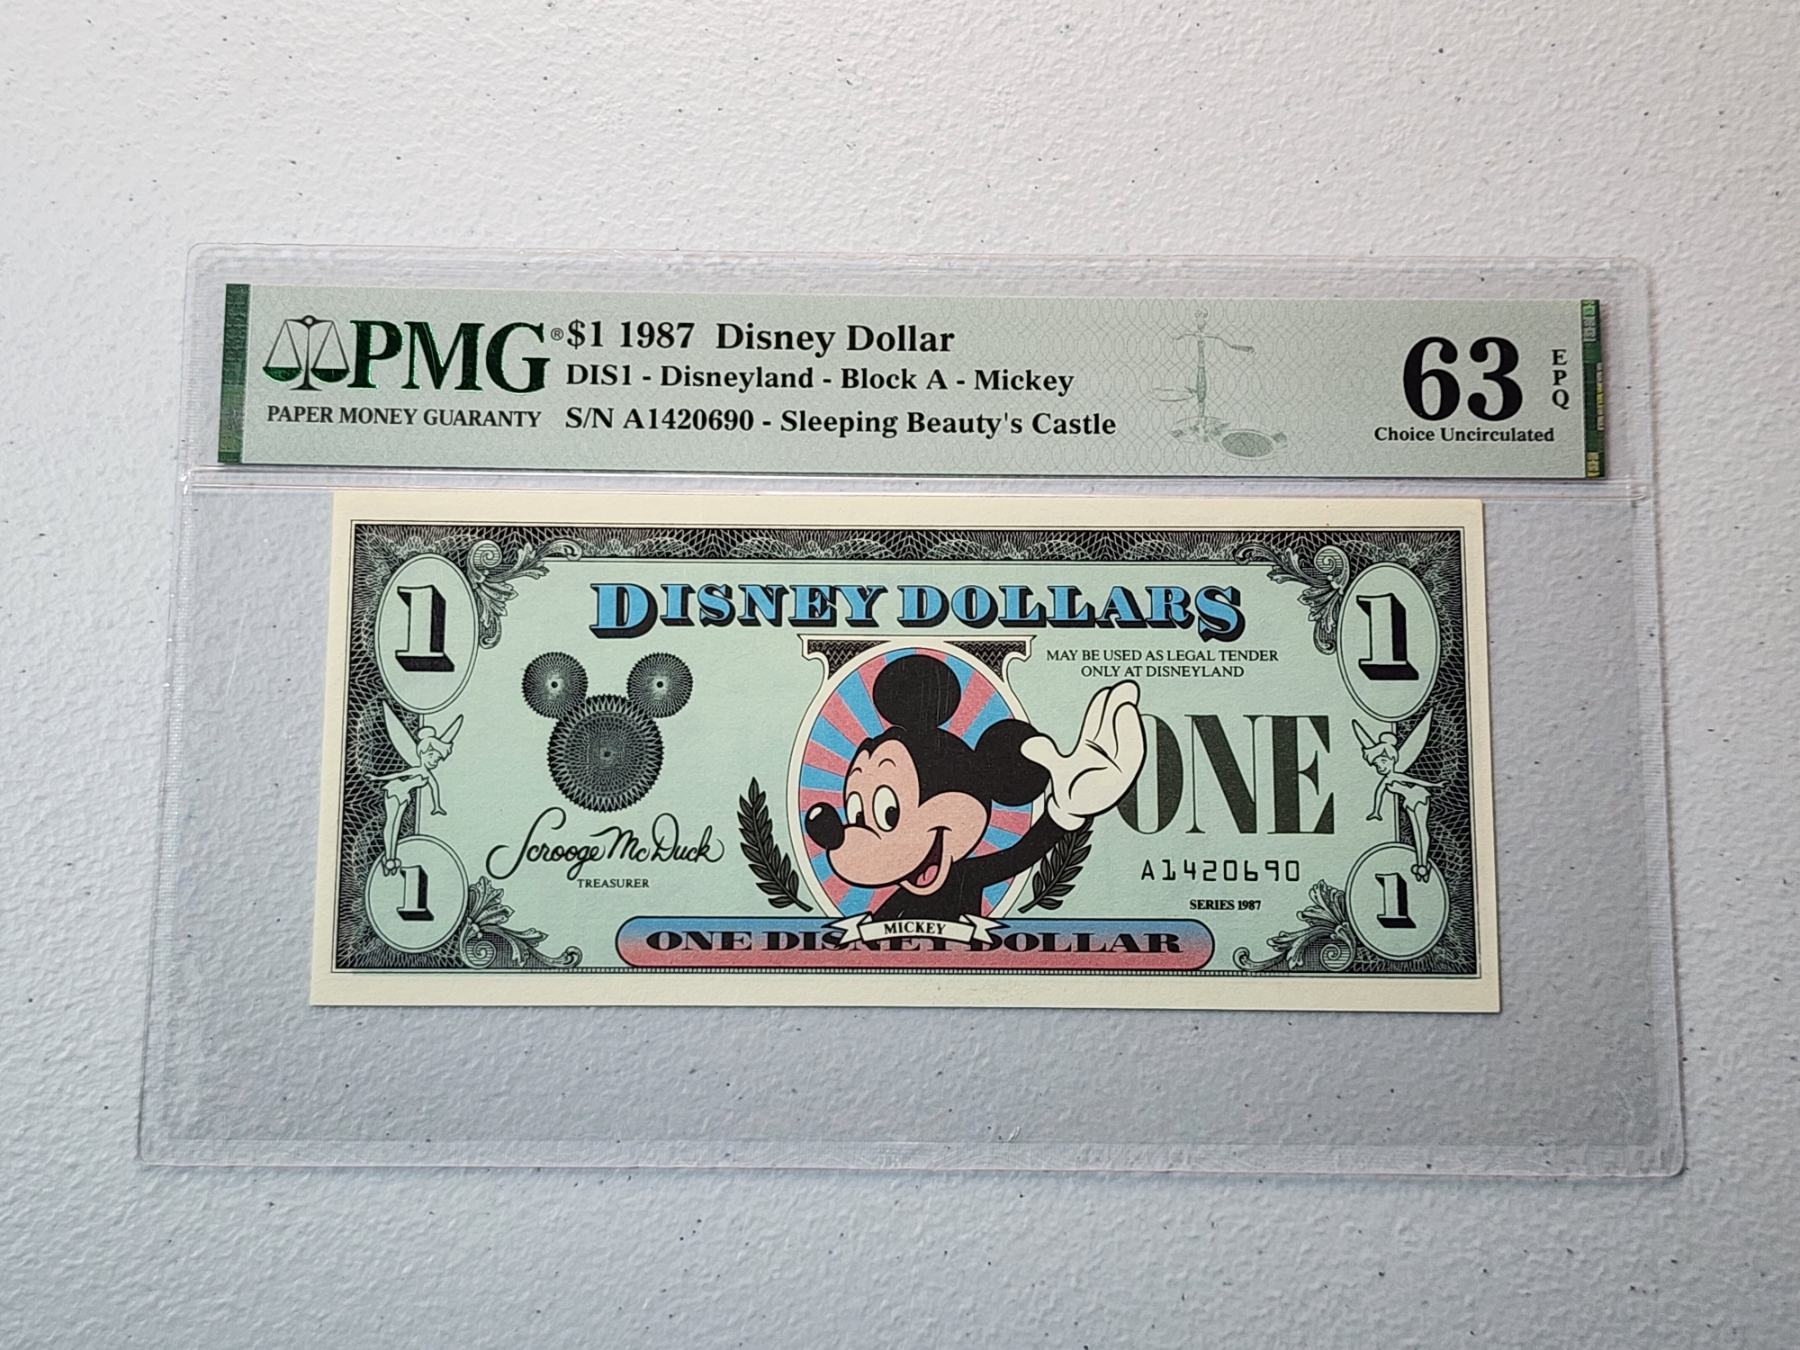 PMG®
PAPER MONEY GUARANTY
$1 1987 Disney Dollar
DIS1 - Disneyland - Block A - Mickey
S/N A1420690 - Sleeping Beauty's Castle
63
EPQ
Choice Uncirculated
1
1
DISNEY DOLLARS
MAY BE USED AS LEGAL TENDER
ONLY AT DISNEYLAND
ONE
Scrooge McDuck
TREASURER
A1420690
SERIES 1987
1
1
MICKEY
ONE DISNEY DOLLAR